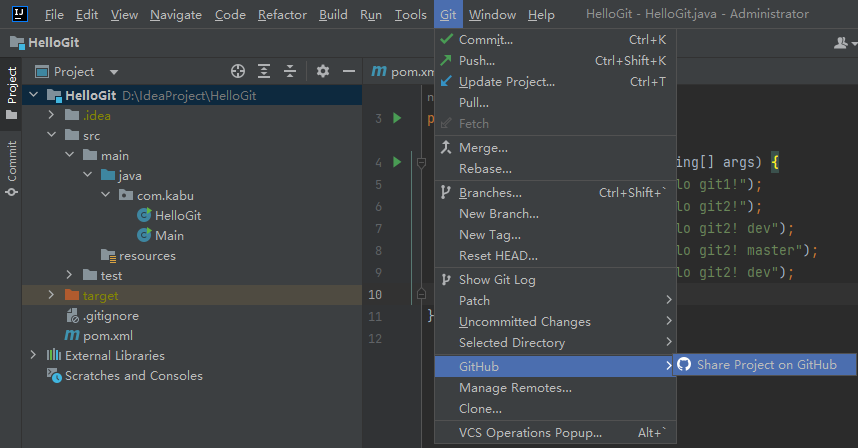 IJ File Edit View Navigate Code Refactor Build Run Tools Git Window Help HelloGit - HelloGit.java - Administrator
HelloGit
Project
pom.xm
Project
Commit
HelloGit D:\IdeaProject\HelloGit
.idea
src
main
java
com.kabu
HelloGit
Main
resources
test
target
.gitignore
pom.xml
External Libraries
Scratches and Consoles
3 p
4 ing[] args) {
5 lo git1!");
6 lo git2!");
7 lo git2! dev");
8 lo git2! master");
9 lo git2! dev");
10
11 }
12
Commit... Ctrl+K
Push... Ctrl+Shift+K
Update Project... Ctrl+T
Pull...
Fetch
Merge...
Rebase...
Branches... Ctrl+Shift+`
New Branch...
New Tag...
Reset HEAD...
Show Git Log
Patch
Uncommitted Changes
Selected Directory
GitHub
Share Project on GitHub
Manage Remotes...
Clone...
VCS Operations Popup... Alt+`